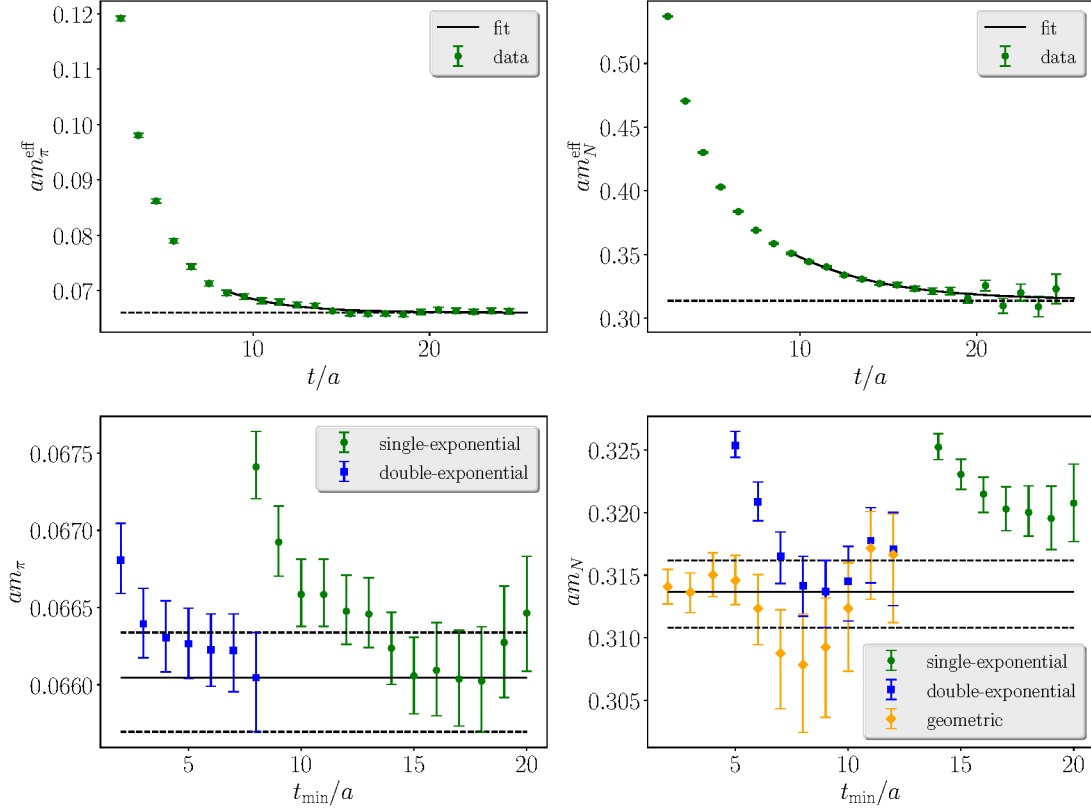 0.12
0.11
0.10
0.09
0.08
0.07
am_π^eff
10
20
t/a
fit
data
0.50
0.45
0.40
0.35
0.30
am_N^eff
10
20
t/a
fit
data
0.0675
0.0670
0.0665
0.0660
am_π
5
10
15
20
t_min/a
single-exponential
double-exponential
0.325
0.320
0.315
0.310
0.305
am_N
5
10
15
20
t_min/a
single-exponential
double-exponential
geometric